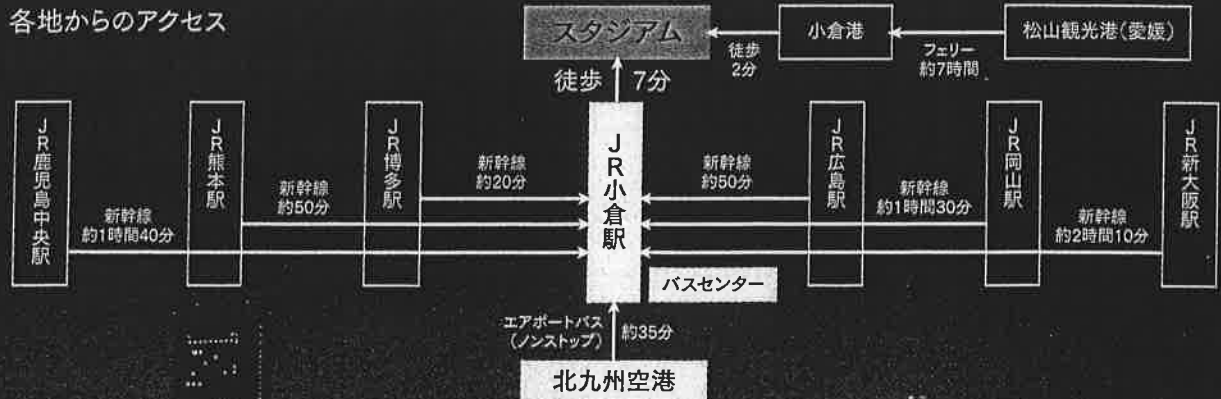 各地からのアクセス
スタジアム
小倉港
松山観光港(愛媛)
徒歩
2分
フェリー
約7時間
徒歩 7分
JR鹿児島中央駅
JR熊本駅
JR博多駅
JR小倉駅
JR広島駅
JR岡山駅
JR新大阪駅
新幹線
約1時間40分
新幹線
約50分
新幹線
約20分
新幹線
約50分
新幹線
約1時間30分
新幹線
約2時間10分
バスセンター
エアポートバス
(ノンストップ)
約35分
北九州空港